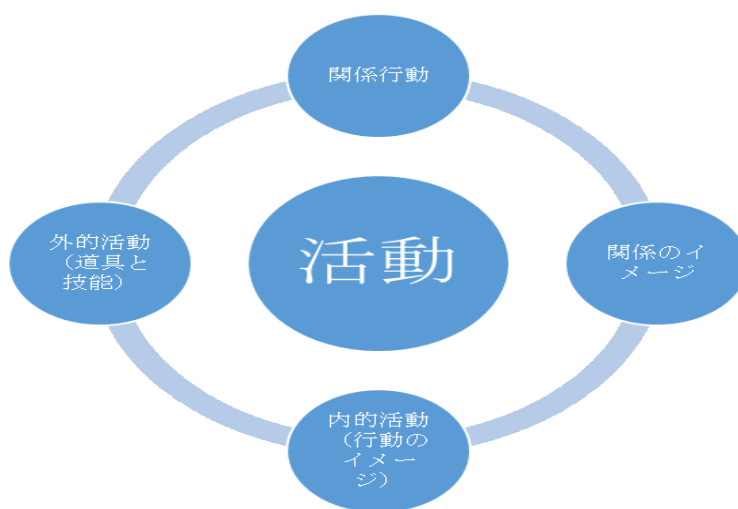 関係行動
外的活動
（道具と
技能）
活動
関係のイ
メージ
内的活動
（行動の
イメー
ジ）